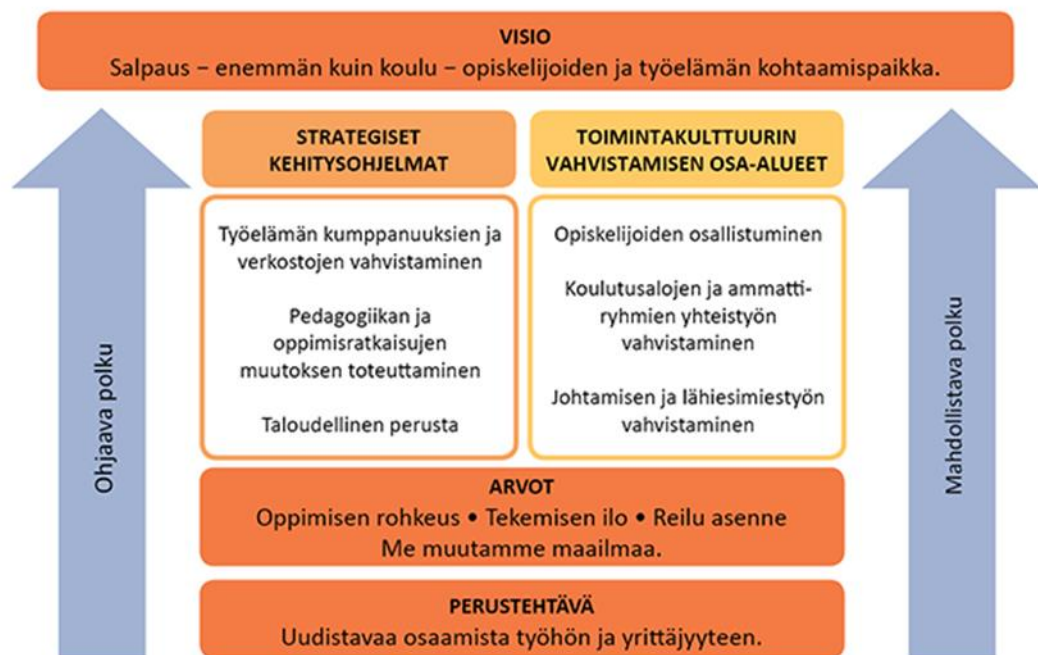 VISIO
Salpaus – enemmän kuin koulu – opiskelijoiden ja työelämän kohtaamispaikka.
STRATEGISET
KEHITYSOHJELMAT
Työelämän kumppanuuksien ja
verkostojen vahvistaminen
Pedagogiikan ja
oppimisratkaisujen
muutoksen toteuttaminen
Taloudellinen perusta
TOIMINTAKULTTUURIN
VAHVISTAMISEN OSA-ALUEET
Opiskelijoiden osallistuminen
Koulutusalojen ja ammatti-
ryhmien yhteistyön
vahvistaminen
Johtamisen ja lähiesimiestyön
vahvistaminen
Ohjaava polku
Mahdollistava polku
ARVOT
Oppimisen rohkeus • Tekemisen ilo • Reilu asenne
Me muutamme maailmaa.
PERUSTEHTÄVÄ
Uudistavaa osaamista työhön ja yrittäjyyteen.